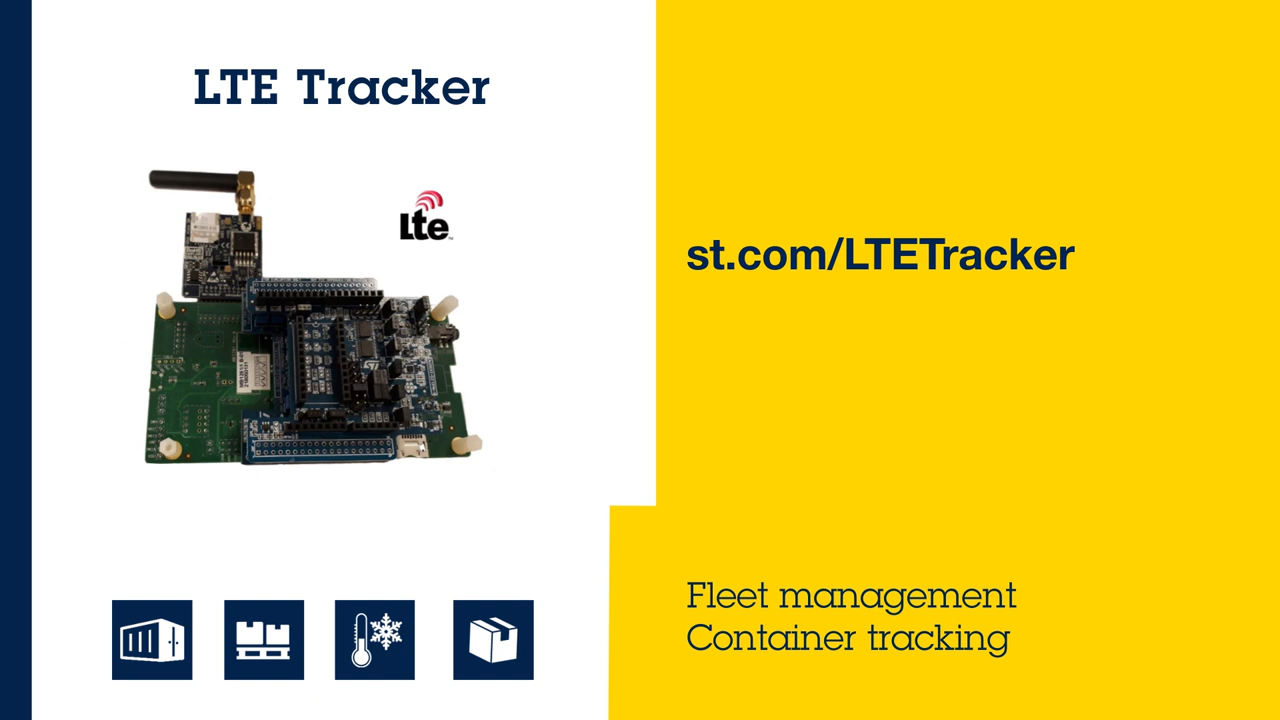 LTE Tracker
Lte
st.com/LTETracker
Fleet management
Container tracking